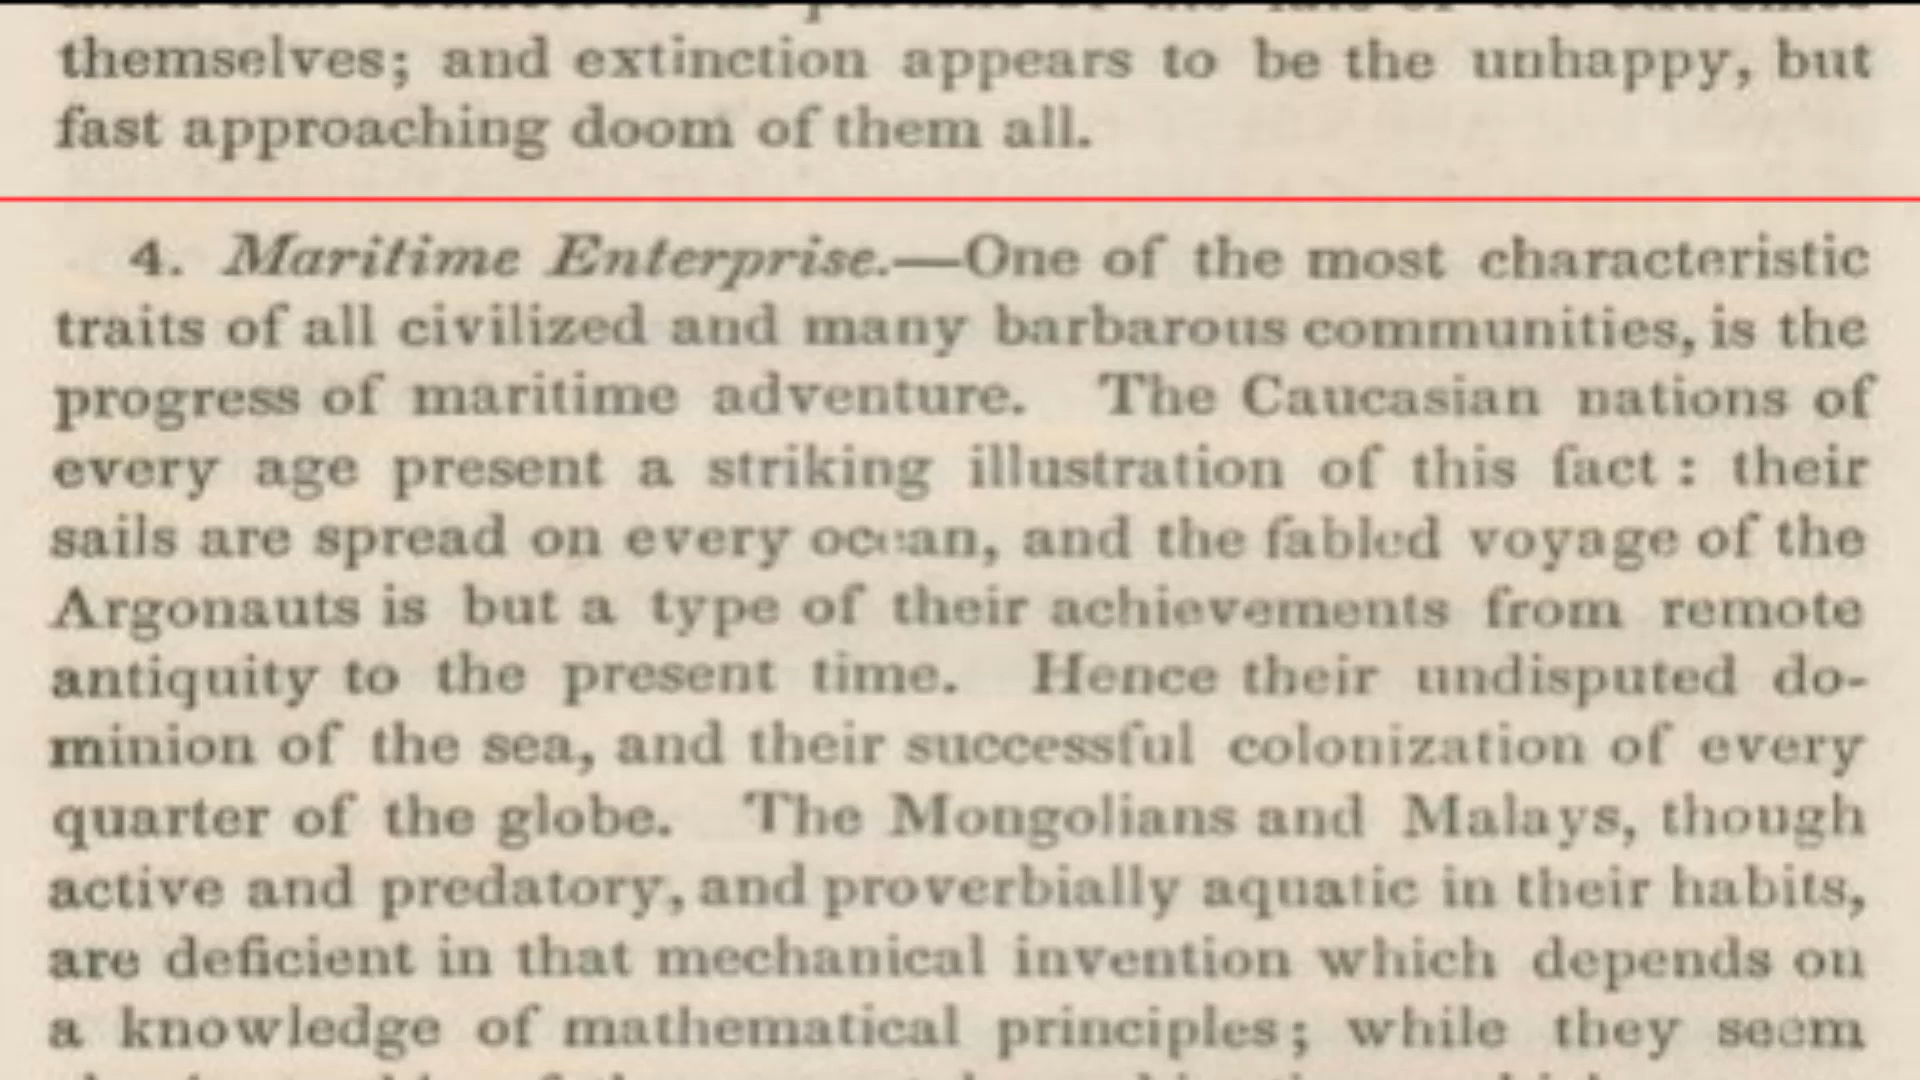 themselves; and extinction appears to be the unhappy, but
fast approaching doom of them all.
4. Maritime Enterprise.—One of the most characteristic
traits of all civilized and many barbarous communities, is the
progress of maritime adventure. The Caucasian nations of
every age present a striking illustration of this fact : their
sails are spread on every ocean, and the fabled voyage of the
Argonauts is but a type of their achievements from remote
antiquity to the present time. Hence their undisputed do-
minion of the sea, and their successful colonization of every
quarter of the globe. The Mongolians and Malays, though
active and predatory, and proverbially aquatic in their habits,
are deficient in that mechanical invention which depends on
a knowledge of mathematical principles; while they seem